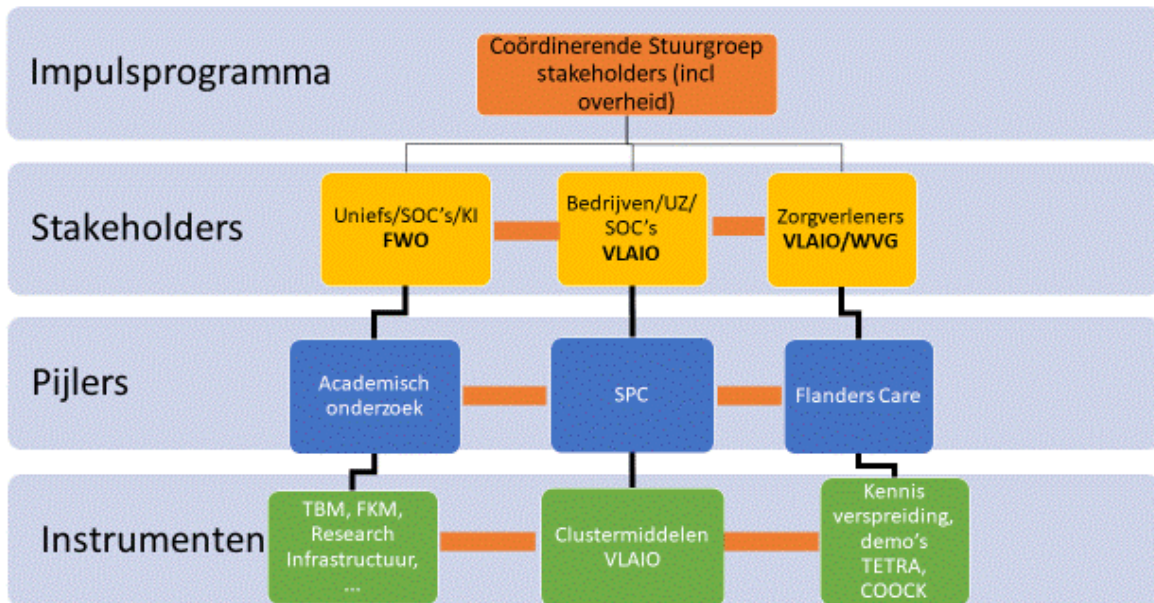 Impulsprogramma
Coördinerende Stuurgroep
stakeholders (incl
overheid)
Stakeholders
Uniefs/SOC's/KI
FWO
Bedrijven/UZ/
SOC's
VLAIO
Zorgverleners
VLAIO/WVG
Pijlers
Academisch
onderzoek
SPC
Flanders Care
Instrumenten
TBM, FKM,
Research
Infrastructuur,
...
Clustermiddelen
VLAIO
Kennis
verspreiding,
demo's
TETRA,
COOCK